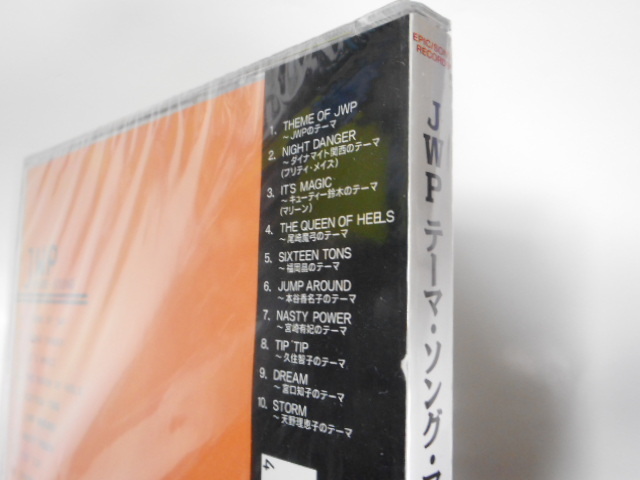 1. THEME OF JWP
～JWPのテーマ
2. NIGHT DANGER
～ダイナマイト関西のテーマ
(プリティ・メイズ)
3. IT'S MAGIC
～キューティー鈴木のテーマ
(マリーン)
4. THE QUEEN OF HEELS
～尾崎魔弓のテーマ
5. SIXTEEN TONS
～福岡晶のテーマ
6. JUMP AROUND
～本谷香名子のテーマ
7. NASTY POWER
～宮崎有妃のテーマ
8. TIP TIP
～久住智子のテーマ
9. DREAM
～宮口知子のテーマ
10. STORM
～天野理恵子のテーマ
4
EPIC/SONY
RECORDS
JWP テーマ・ソング・